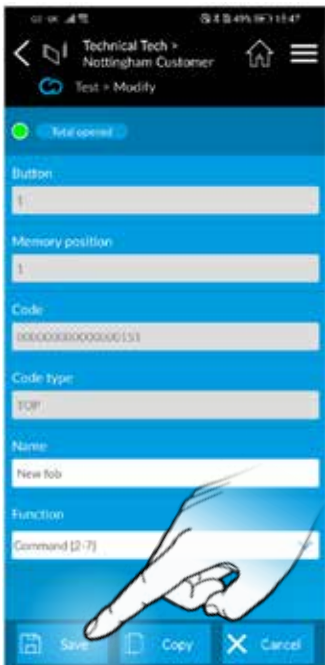 Technical Tech >
Nottingham Customer
Test > Modify
Total opened
Button
1
Memory position
1
Code
Code type
TOP
Name
New fob
Function
Command [2-7]
Save
Copy
Cancel